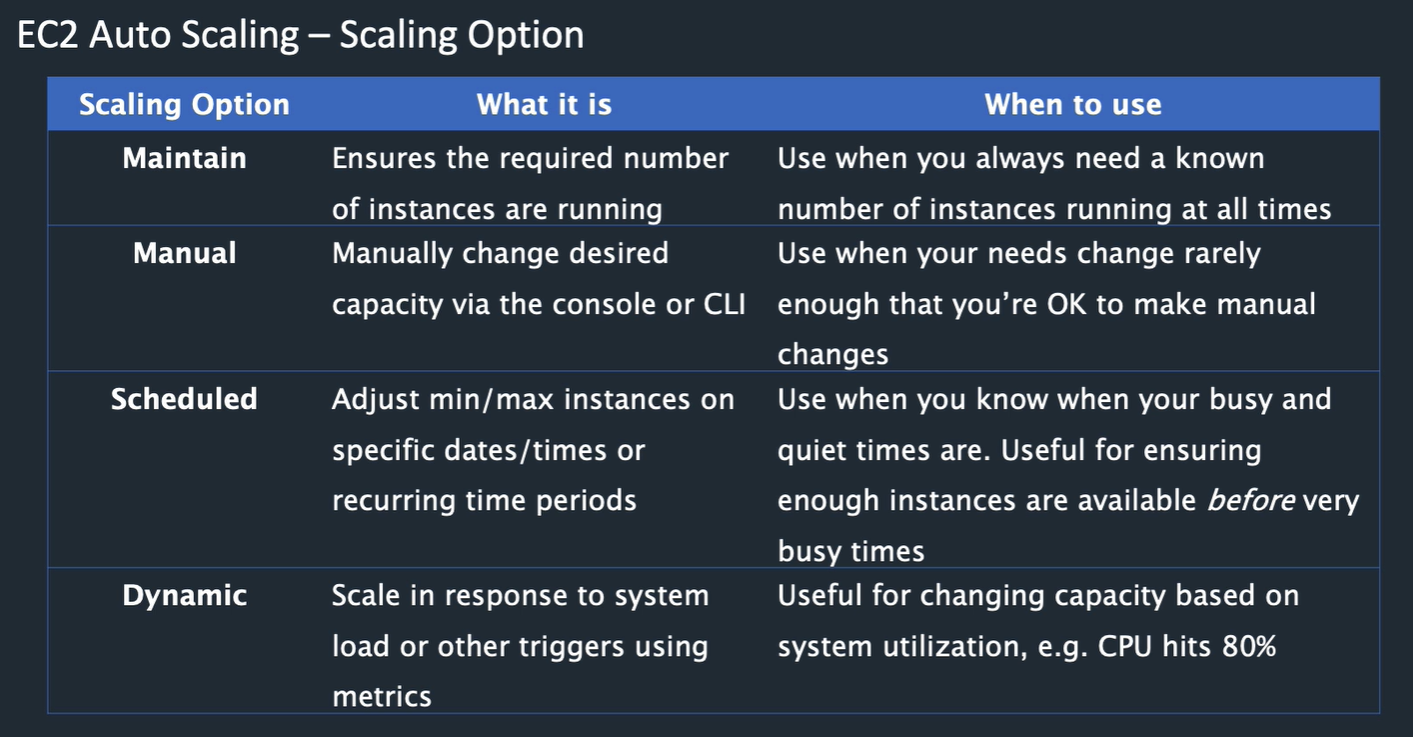 EC2 Auto Scaling – Scaling Option
Scaling Option What it is When to use
Maintain Ensures the required number Use when you always need a known
of instances are running number of instances running at all times
Manual Manually change desired Use when your needs change rarely
capacity via the console or CLI enough that you’re OK to make manual
changes
Scheduled Adjust min/max instances on Use when you know when your busy and
specific dates/times or quiet times are. Useful for ensuring
recurring time periods enough instances are available before very
busy times
Dynamic Scale in response to system Useful for changing capacity based on
load or other triggers using system utilization, e.g. CPU hits 80%
metrics